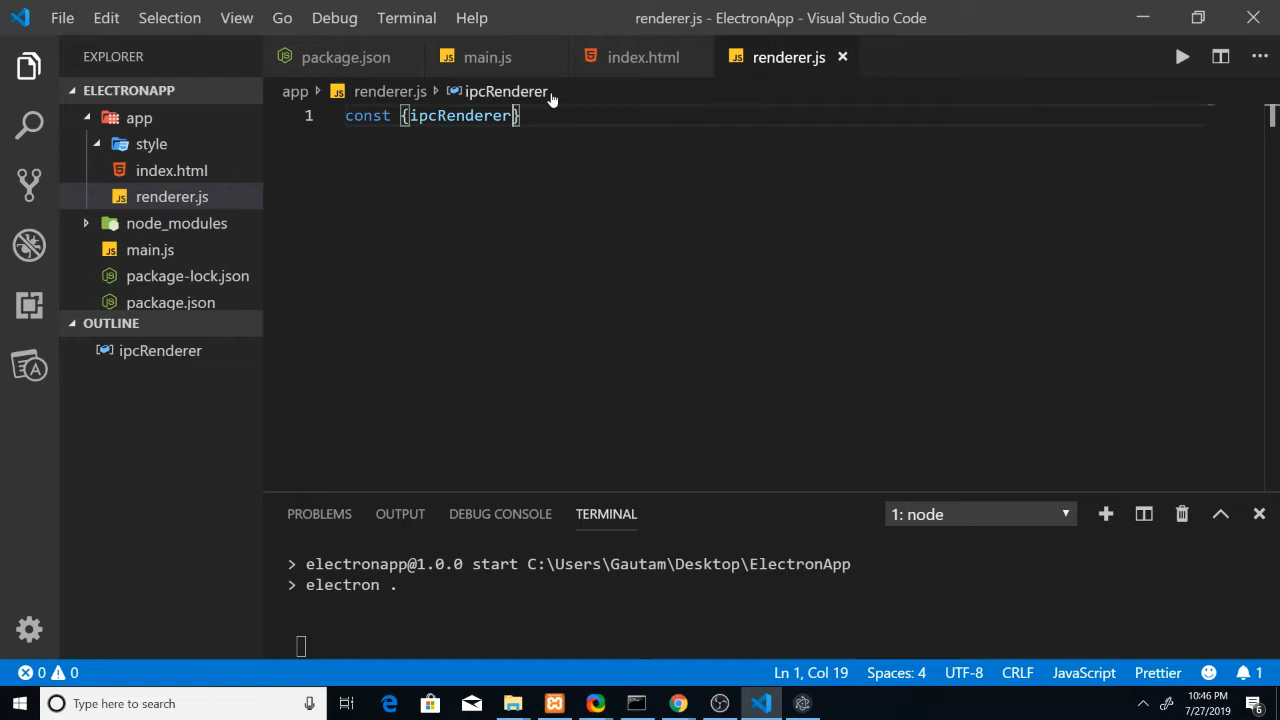 File Edit Selection View Go Debug Terminal Help renderer.js - ElectronApp - Visual Studio Code
EXPLORER
package.json main.js index.html renderer.js
ELECTRONAPP
app renderer.js ipcRenderer
1 const {ipcRenderer}
app
style
index.html
renderer.js
node_modules
main.js
package-lock.json
package.json
OUTLINE
ipcRenderer
PROBLEMS OUTPUT DEBUG CONSOLE TERMINAL 1: node
> electronapp@1.0.0 start C:\Users\Gautam\Desktop\ElectronApp
> electron .
0 0 Ln 1, Col 19 Spaces: 4 UTF-8 CRLF JavaScript Prettier 1
Type here to search
10:46 PM
7/27/2019
6